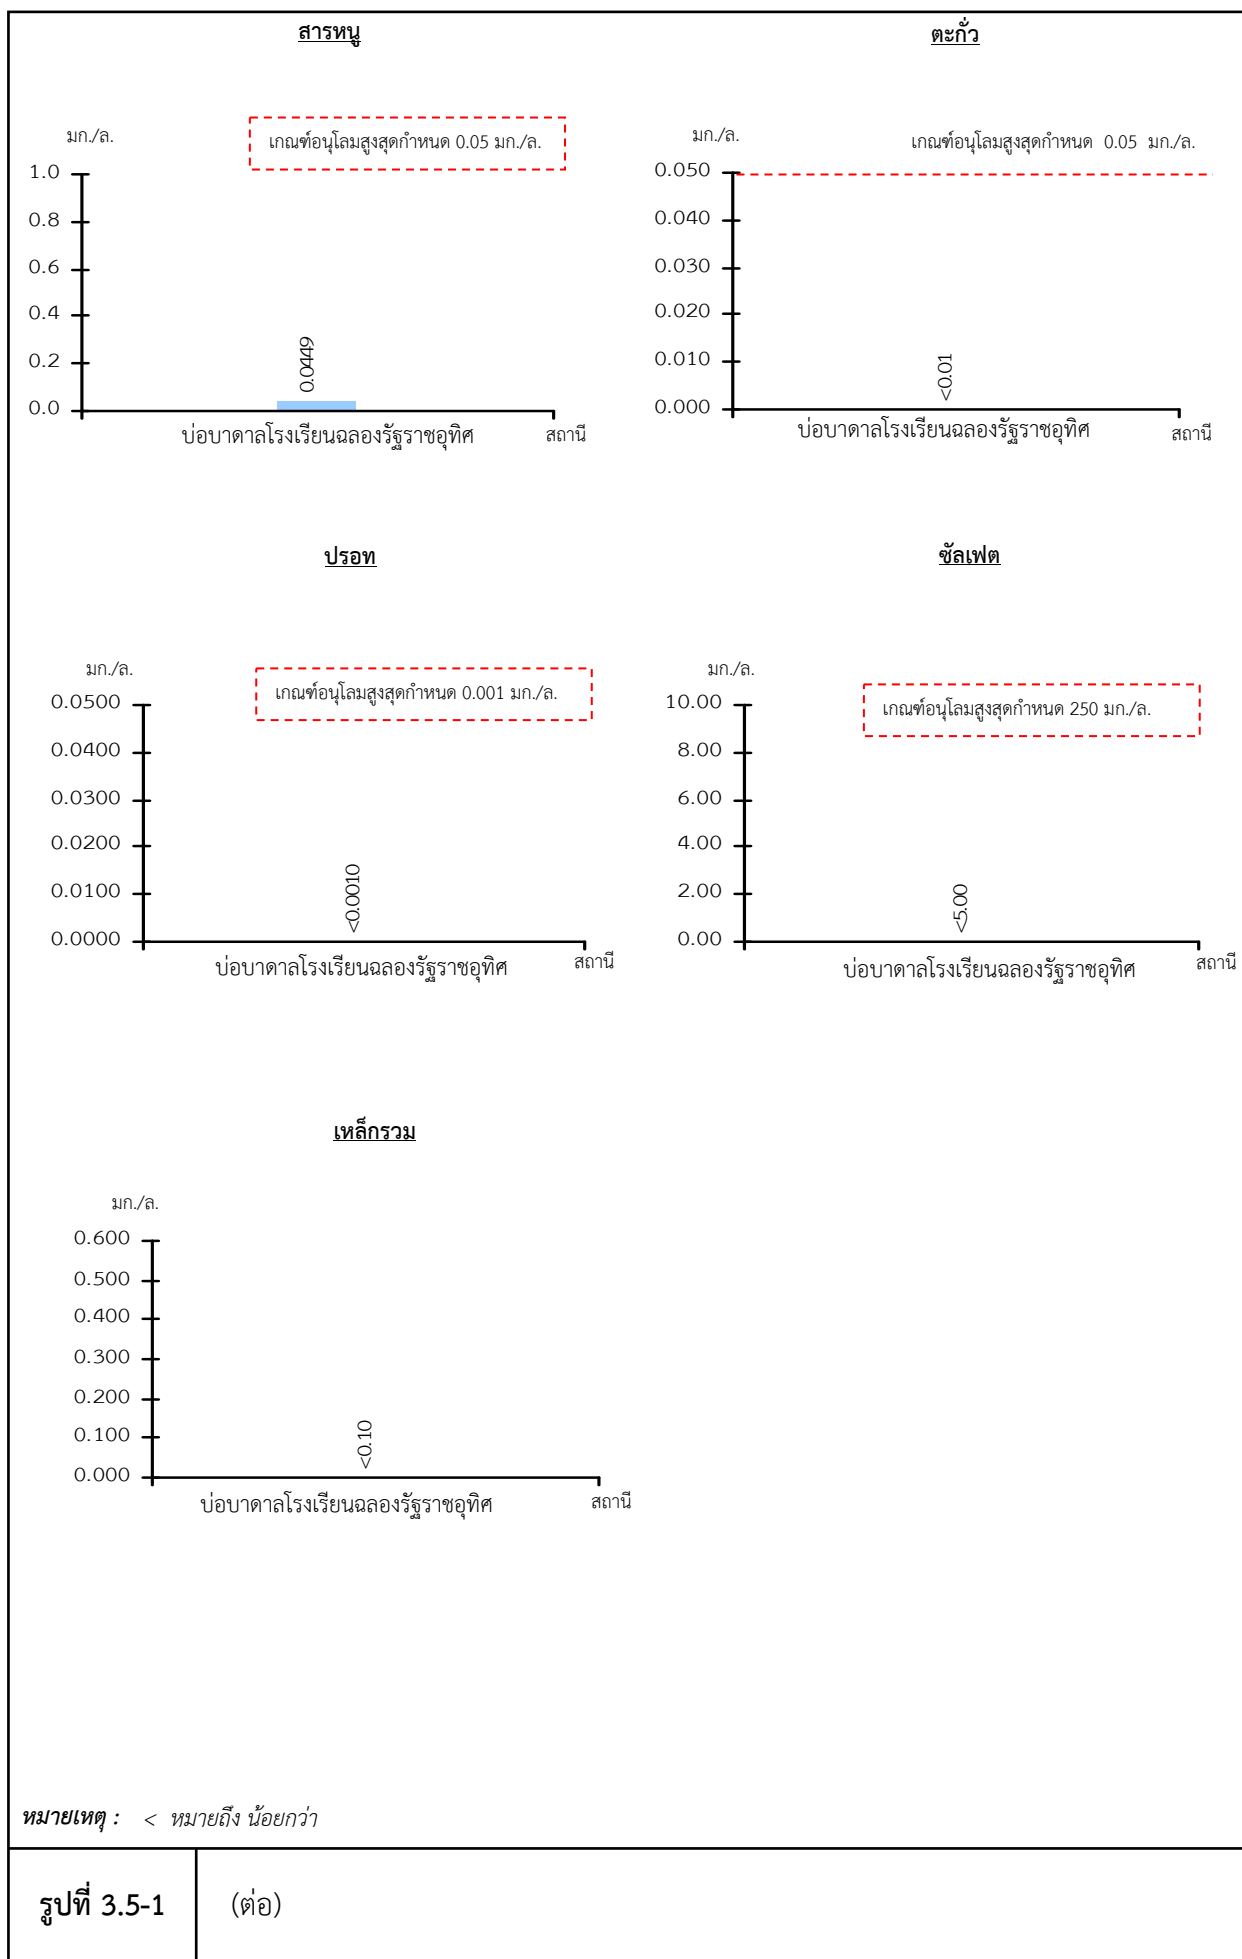 สารหนู
มก./ล.
เกณฑ์อนุโลมสูงสุดกำหนด 0.05 มก./ล.
1.0
0.8
0.6
0.4
0.2
0.0
0.0449
บ่อบาดาลโรงเรียนฉลองรัฐราชอุทิศ
สถานี
ตะกั่ว
มก./ล.
เกณฑ์อนุโลมสูงสุดกำหนด 0.05 มก./ล.
0.050
0.040
0.030
0.020
0.010
0.000
<0.01
บ่อบาดาลโรงเรียนฉลองรัฐราชอุทิศ
สถานี
ปรอท
มก./ล.
เกณฑ์อนุโลมสูงสุดกำหนด 0.001 มก./ล.
0.0500
0.0400
0.0300
0.0200
0.0100
0.0000
<0.0010
บ่อบาดาลโรงเรียนฉลองรัฐราชอุทิศ
สถานี
ซัลเฟต
มก./ล.
เกณฑ์อนุโลมสูงสุดกำหนด 250 มก./ล.
10.00
8.00
6.00
4.00
2.00
0.00
<5.00
บ่อบาดาลโรงเรียนฉลองรัฐราชอุทิศ
สถานี
เหล็กรวม
มก./ล.
0.600
0.500
0.400
0.300
0.200
0.100
0.000
<0.10
บ่อบาดาลโรงเรียนฉลองรัฐราชอุทิศ
สถานี
หมายเหตุ : < หมายถึง น้อยกว่า
รูปที่ 3.5-1
(ต่อ)